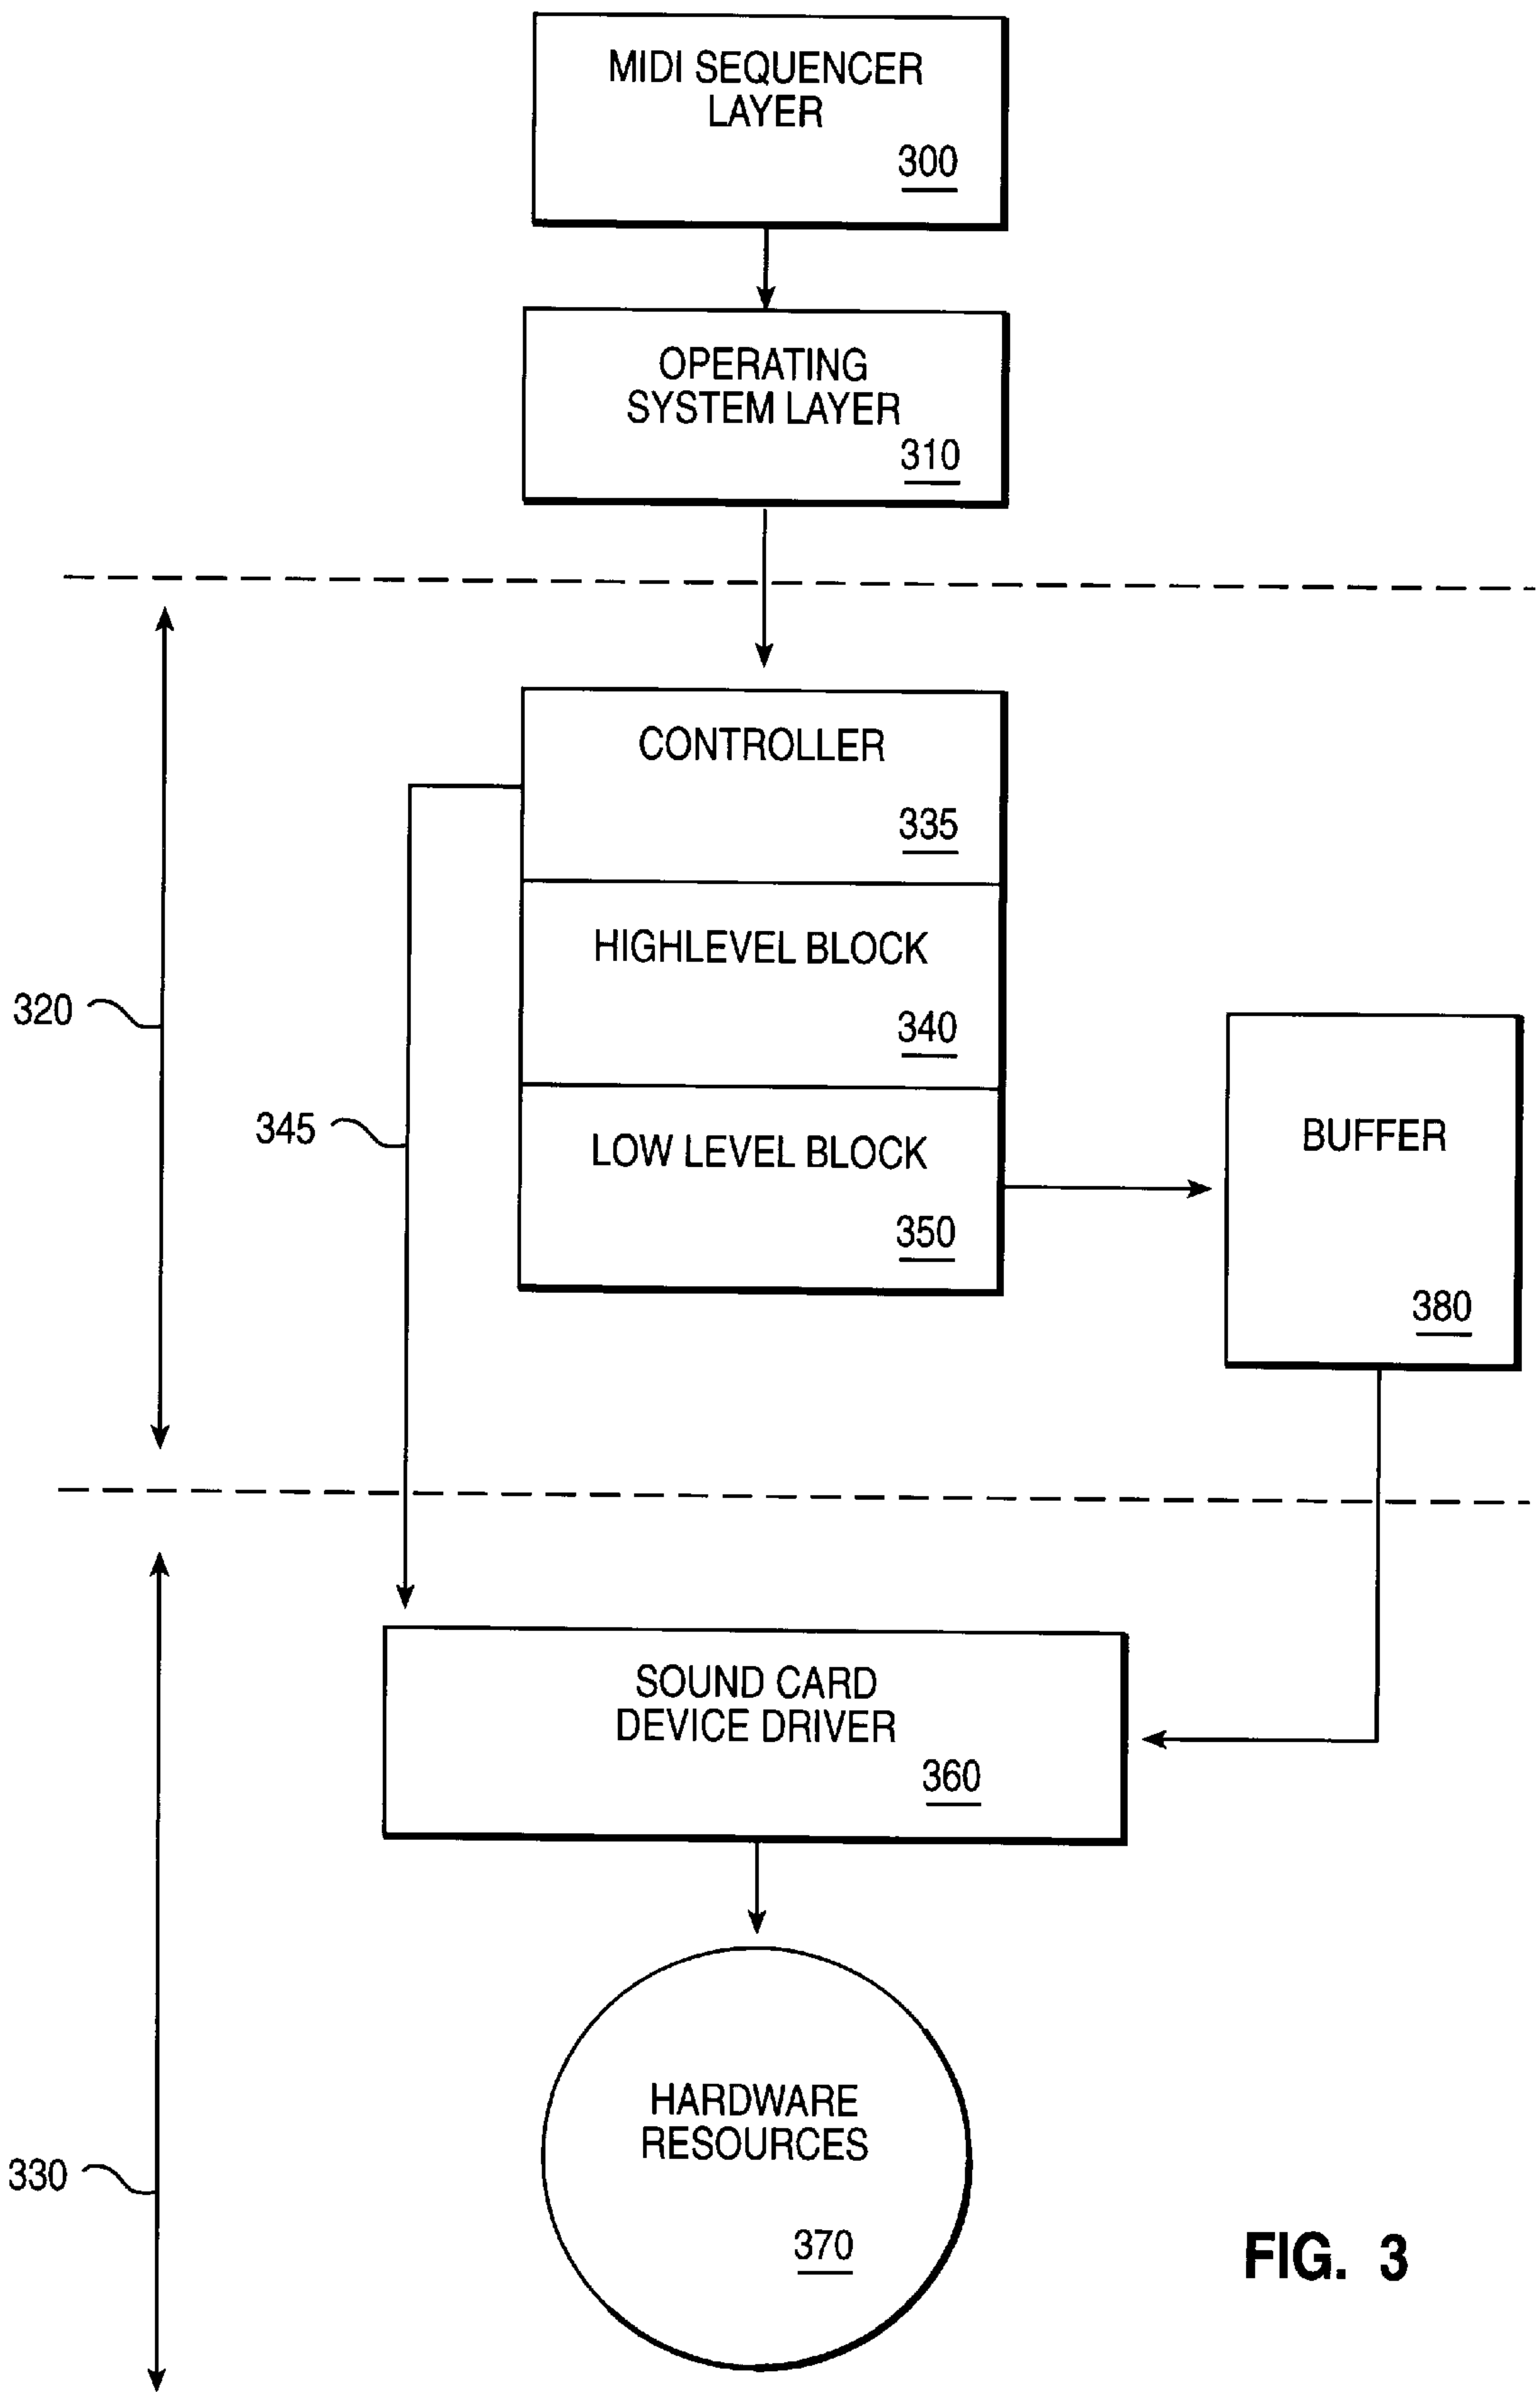 MIDI SEQUENCER
LAYER
300
OPERATING
SYSTEM LAYER
310
CONTROLLER
335
HIGHLEVEL BLOCK
340
320
345
LOW LEVEL BLOCK
350
BUFFER
380
SOUND CARD
DEVICE DRIVER
360
HARDWARE
RESOURCES
370
330
FIG. 3